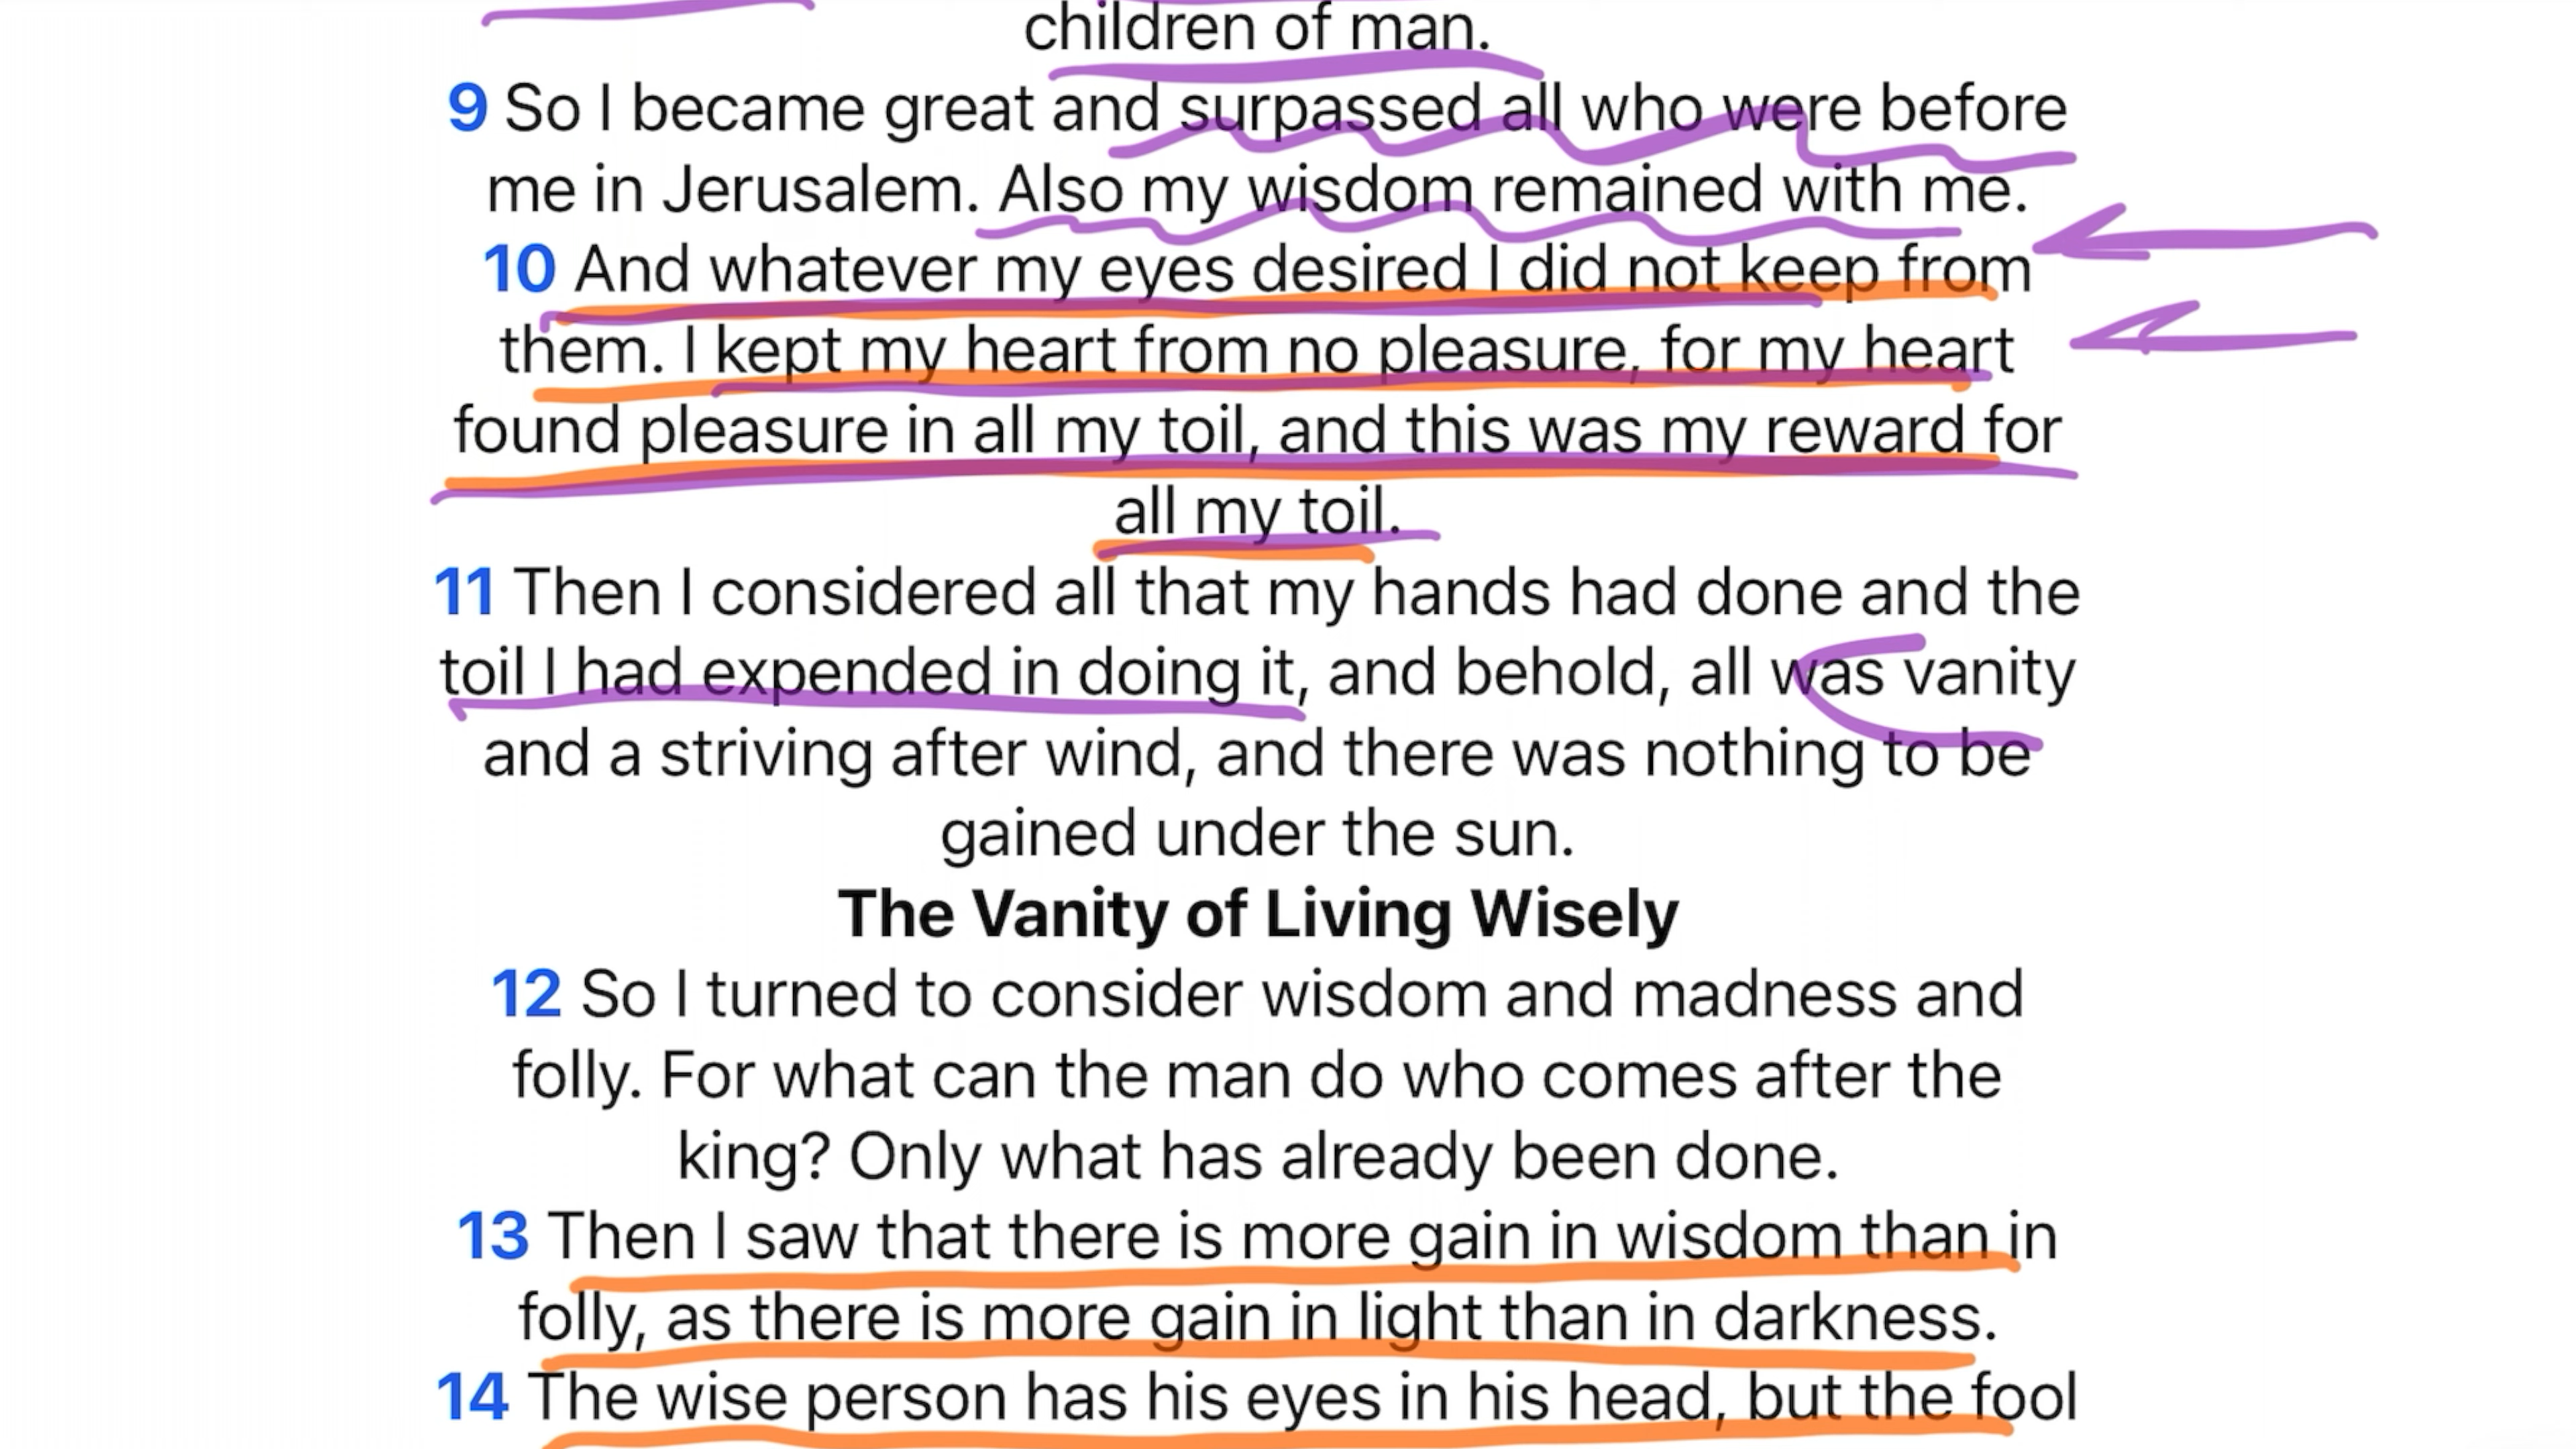 children of man.
9 So I became great and surpassed all who were before
me in Jerusalem. Also my wisdom remained with me.
10 And whatever my eyes desired I did not keep from
them. I kept my heart from no pleasure, for my heart
found pleasure in all my toil, and this was my reward for
all my toil.
11 Then I considered all that my hands had done and the
toil I had expended in doing it, and behold, all was vanity
and a striving after wind, and there was nothing to be
gained under the sun.
The Vanity of Living Wisely
12 So I turned to consider wisdom and madness and
folly. For what can the man do who comes after the
king? Only what has already been done.
13 Then I saw that there is more gain in wisdom than in
folly, as there is more gain in light than in darkness.
14 The wise person has his eyes in his head, but the fool